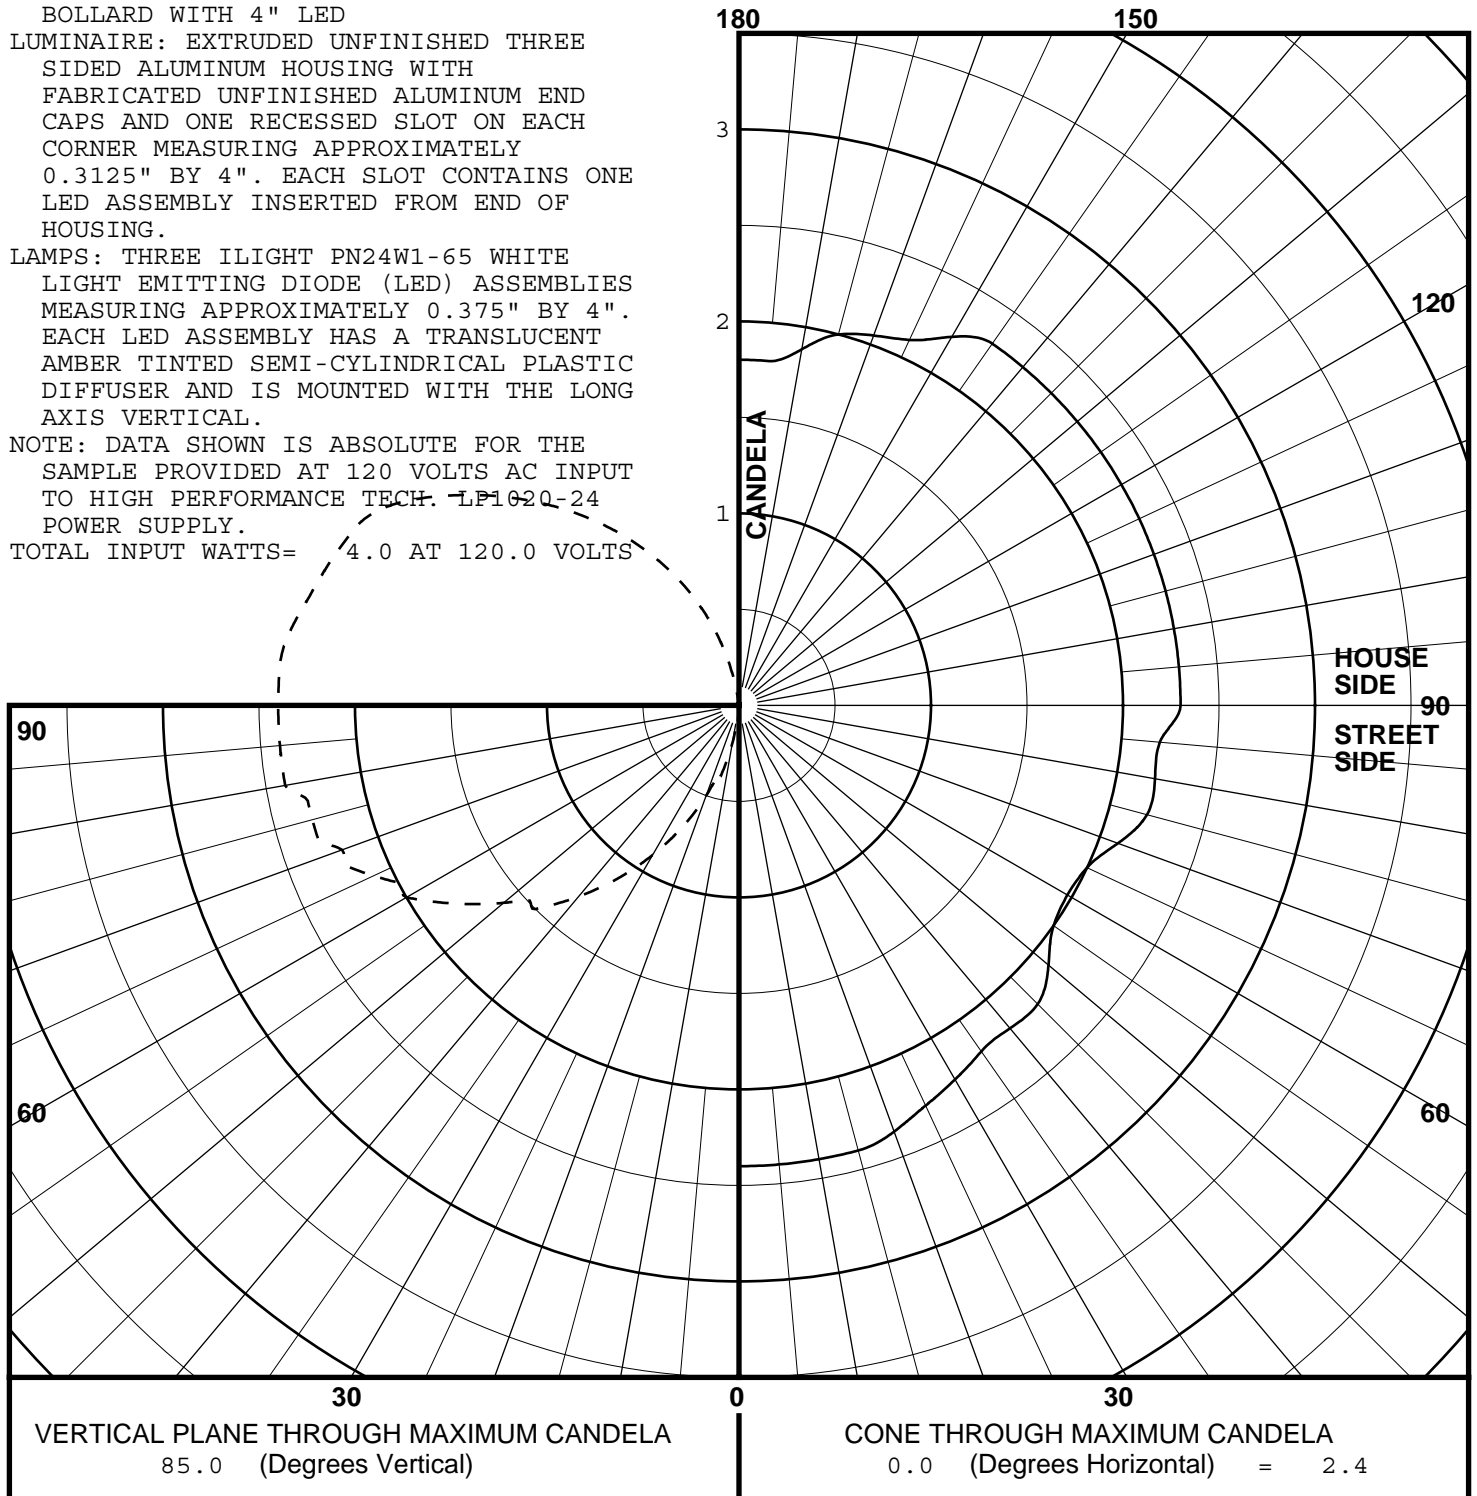 BOLLARD WITH 4" LED
LUMINAIRE: EXTRUDED UNFINISHED THREE
SIDED ALUMINUM HOUSING WITH
FABRICATED UNFINISHED ALUMINUM END
CAPS AND ONE RECESSED SLOT ON EACH
CORNER MEASURING APPROXIMATELY
0.3125" BY 4". EACH SLOT CONTAINS ONE
LED ASSEMBLY INSERTED FROM END OF
HOUSING.
LAMPS: THREE ILIGHT PN24W1-65 WHITE
LIGHT EMITTING DIODE (LED) ASSEMBLIES
MEASURING APPROXIMATELY 0.375" BY 4".
EACH LED ASSEMBLY HAS A TRANSLUCENT
AMBER TINTED SEMI-CYLINDRICAL PLASTIC
DIFFUSER AND IS MOUNTED WITH THE LONG
AXIS VERTICAL.
NOTE: DATA SHOWN IS ABSOLUTE FOR THE
SAMPLE PROVIDED AT 120 VOLTS AC INPUT
TO HIGH PERFORMANCE TECH. LP1020-24
POWER SUPPLY.
TOTAL INPUT WATTS= 4.0 AT 120.0 VOLTS
180
150
3
120
2
CANDELA
1
HOUSE
SIDE
90
90
STREET
SIDE
60
60
30
0
30
VERTICAL PLANE THROUGH MAXIMUM CANDELA
85.0 (Degrees Vertical)
CONE THROUGH MAXIMUM CANDELA
0.0 (Degrees Horizontal) = 2.4